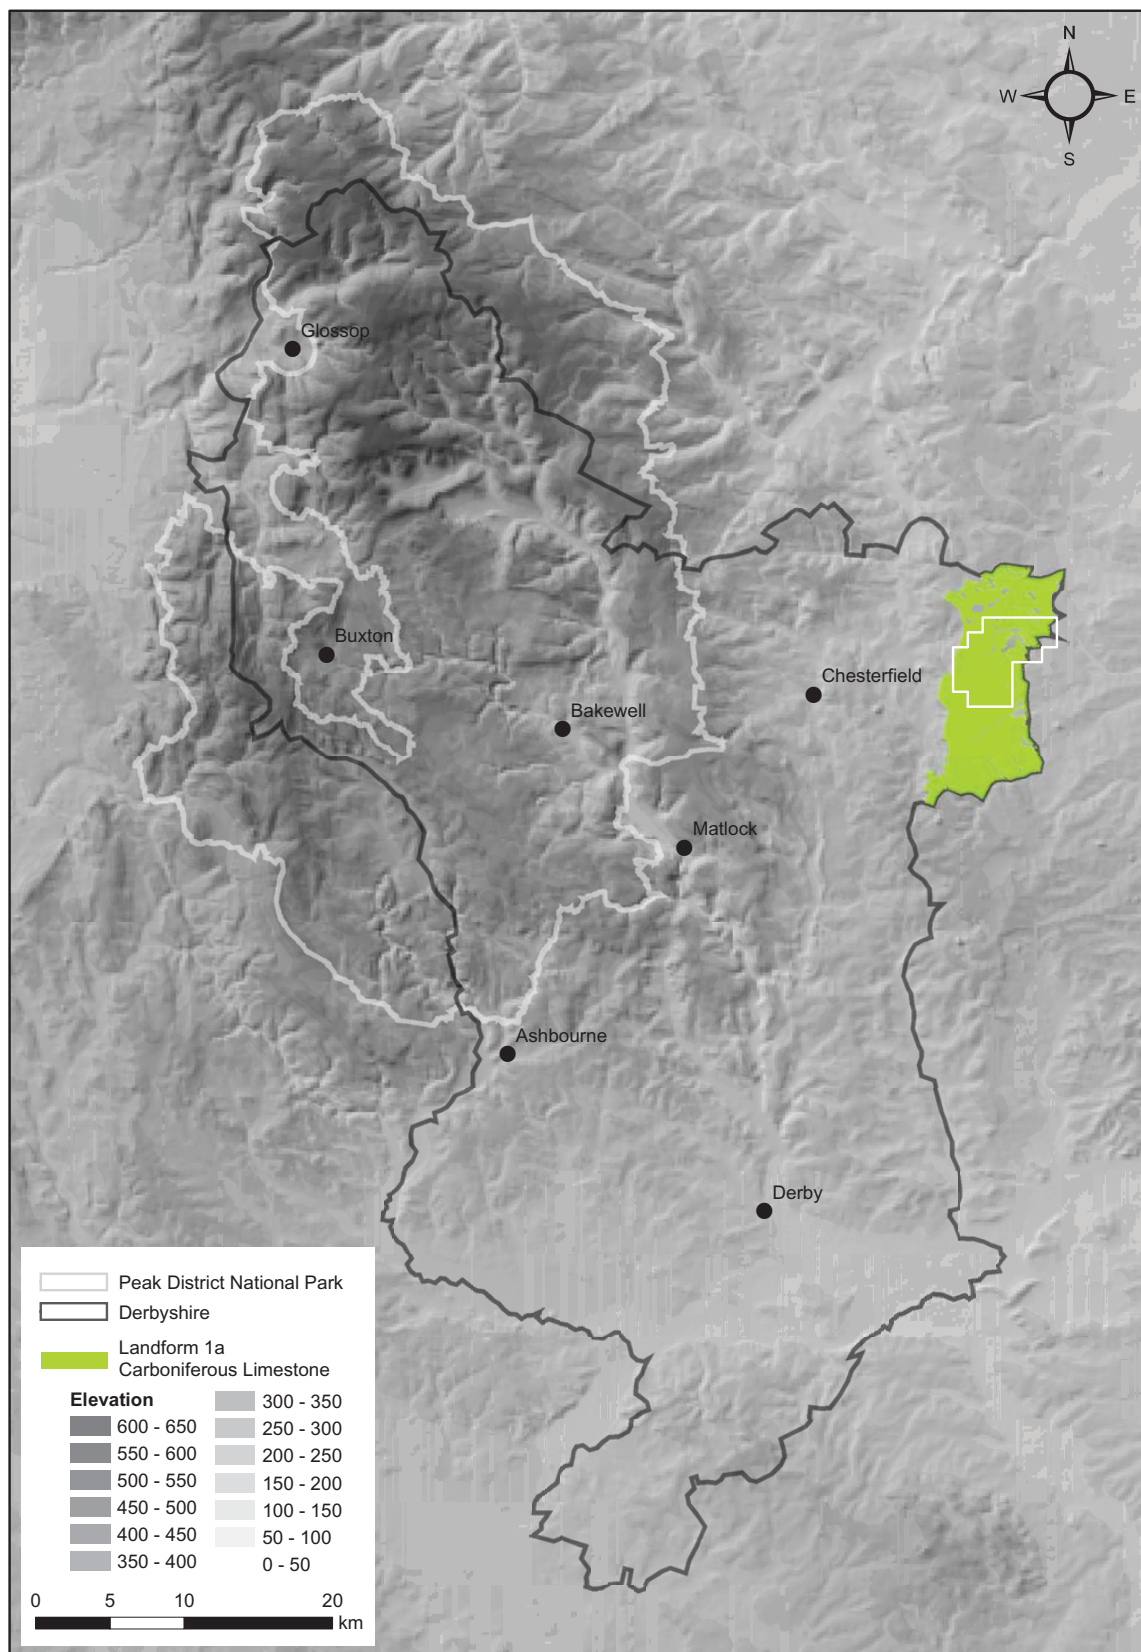 N
W E
S
Glossop
Buxton
Chesterfield
Bakewell
Matlock
Ashbourne
Derby
Peak District National Park
Derbyshire
Landform 1a
Carboniferous Limestone
Elevation
600 - 650
550 - 600
500 - 550
450 - 500
400 - 450
350 - 400
300 - 350
250 - 300
200 - 250
150 - 200
100 - 150
50 - 100
0 - 50
0 5 10 20
km